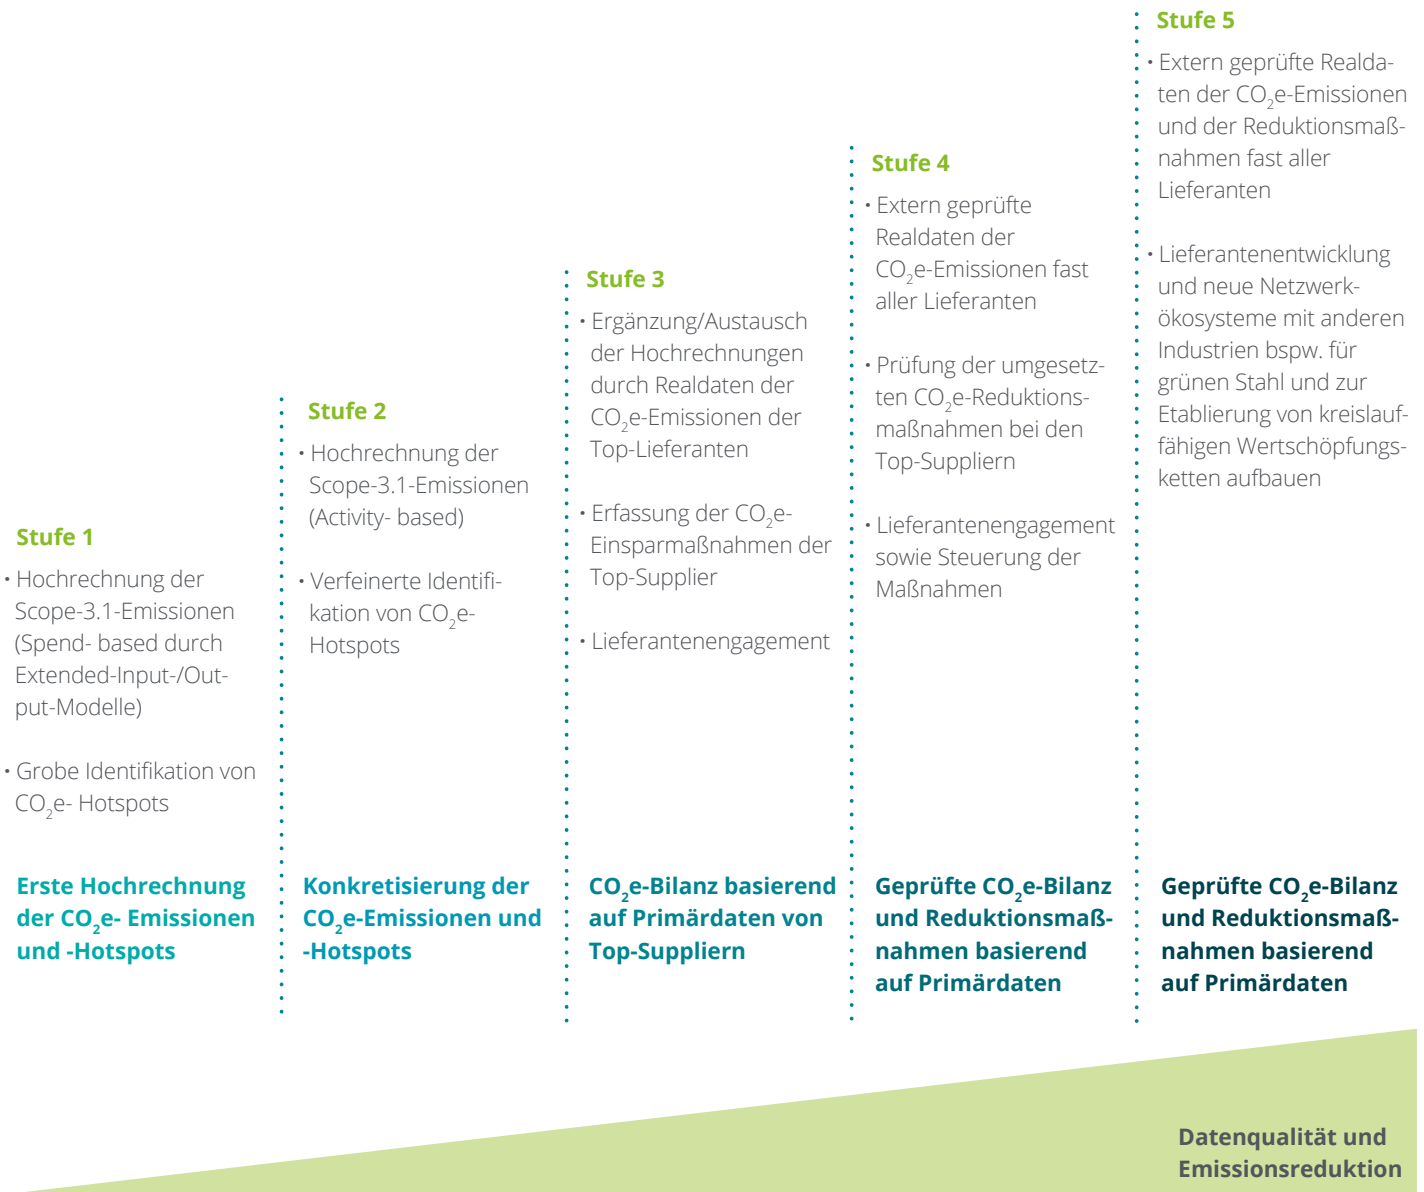 Stufe 1
• Hochrechnung der
Scope-3.1-Emissionen
(Spend- based durch
Extended-Input-/Out-
put-Modelle)
• Grobe Identifikation von
CO₂e- Hotspots
Erste Hochrechnung
der CO₂e- Emissionen
und -Hotspots
Stufe 2
• Hochrechnung der
Scope-3.1-Emissionen
(Activity- based)
• Verfeinerte Identifi-
kation von CO₂e-
Hotspots
Konkretisierung der
CO₂e-Emissionen und
-Hotspots
Stufe 3
• Ergänzung/Austausch
der Hochrechnungen
durch Realdaten der
CO₂e-Emissionen der
Top-Lieferanten
• Erfassung der CO₂e-
Einsparmaßnahmen der
Top-Supplier
• Lieferantenengagement
CO₂e-Bilanz basierend
auf Primärdaten von
Top-Suppliern
Stufe 4
• Extern geprüfte
Realdaten der
CO₂e-Emissionen fast
aller Lieferanten
• Prüfung der umgesetz-
ten CO₂e-Reduktions-
maßnahmen bei den
Top-Suppliern
• Lieferantenengagement
sowie Steuerung der
Maßnahmen
Geprüfte CO₂e-Bilanz
und Reduktionsmaß-
nahmen basierend
auf Primärdaten
Stufe 5
• Extern geprüfte Realda-
ten der CO₂e-Emissionen
und der Reduktionsmaß-
nahmen fast aller
Lieferanten
• Lieferantenentwicklung
und neue Netzwerk-
ökosysteme mit anderen
Industrien bspw. für
grünen Stahl und zur
Etablierung von kreislauf-
fähigen Wertschöpfungs-
ketten aufbauen
Geprüfte CO₂e-Bilanz
und Reduktionsmaß-
nahmen basierend
auf Primärdaten
Datenqualität und
Emissionsreduktion